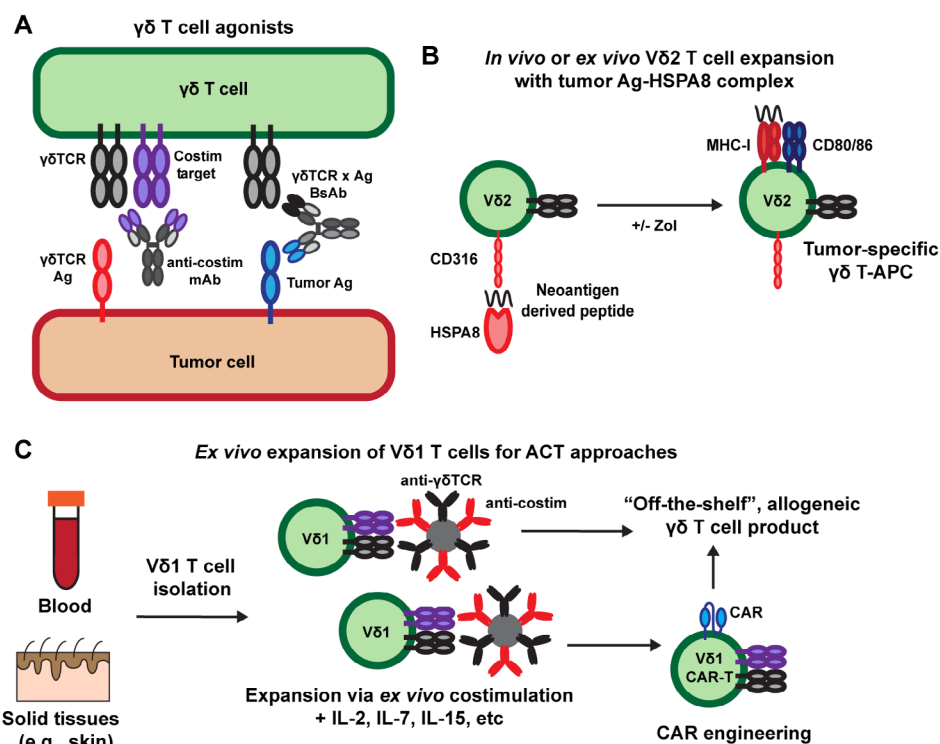 A
γδ T cell agonists
γδ T cell
γδTCR
Costim
target
γδTCR x Ag
BsAb
γδTCR
Ag
anti-costim
mAb
Tumor Ag
Tumor cell
B
In vivo or ex vivo Vδ2 T cell expansion
with tumor Ag-HSPA8 complex
MHC-I
CD80/86
Vδ2
+/- Zol
Vδ2
CD316
Neoantigen
derived peptide
HSPA8
Tumor-specific
γδ T-APC
C
Ex vivo expansion of Vδ1 T cells for ACT approaches
anti-γδTCR
anti-costim
Vδ1
"Off-the-shelf", allogeneic
γδ T cell product
Vδ1 T cell
isolation
Blood
CAR
Vδ1
Vδ1
CAR-T
Expansion via ex vivo costimulation
+ IL-2, IL-7, IL-15, etc
Solid tissues
(e.g., skin)
CAR engineering